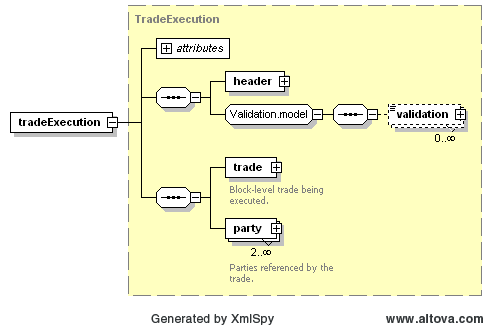 TradeExecution
attributes
header
Validation.model
validation
0..∞
tradeExecution
trade
Block-level trade being
executed.
party
2..∞
Parties referenced by the
trade.
Generated by XmlSpy
www.altova.com